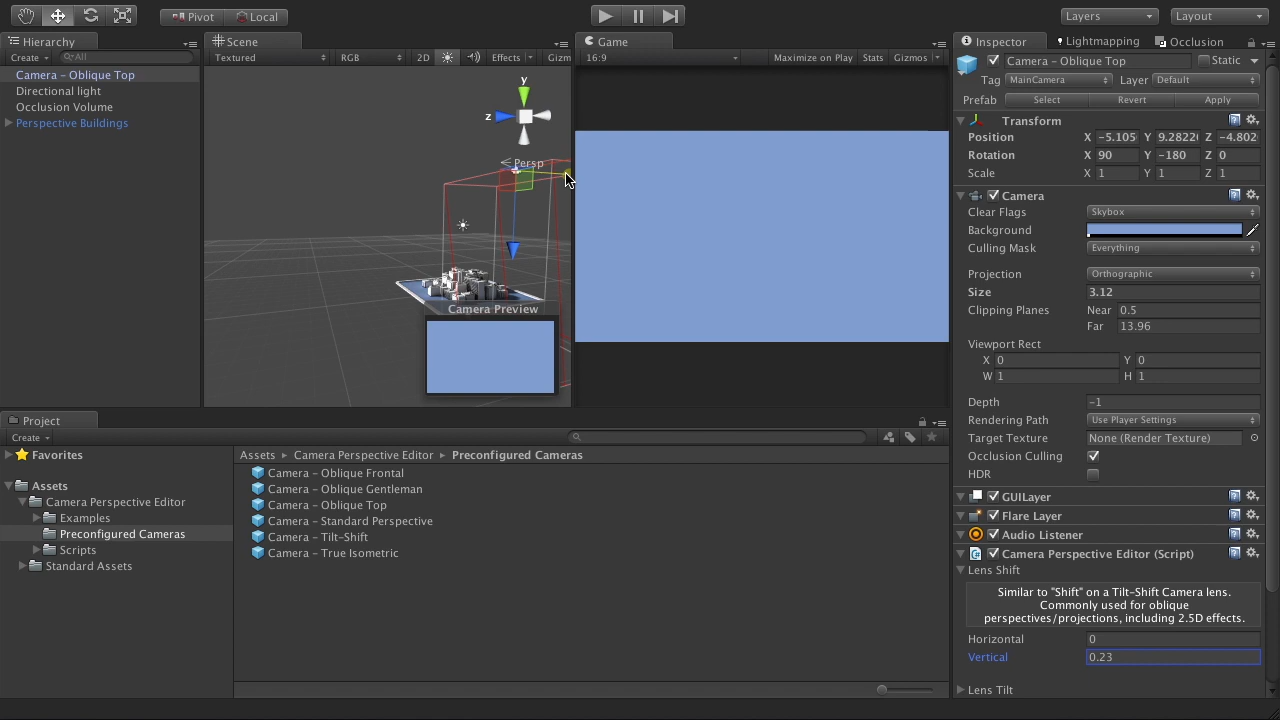 Pivot
Local
Layers
Layout
Hierarchy
Create
All
Camera – Oblique Top
Directional light
Occlusion Volume
Perspective Buildings
Scene
Textured
RGB
2D
Effects
Gizm
y
z
Persp
Camera Preview
Game
16:9
Maximize on Play
Stats
Gizmos
Project
Create
Favorites
Assets
Camera Perspective Editor
Examples
Preconfigured Cameras
Scripts
Standard Assets
Assets ▸ Camera Perspective Editor ▸ Preconfigured Cameras
Camera – Oblique Frontal
Camera – Oblique Gentleman
Camera – Oblique Top
Camera – Standard Perspective
Camera – Tilt-Shift
Camera – True Isometric
Inspector
Lightmapping
Occlusion
Camera – Oblique Top
Static
Tag MainCamera Layer Default
Prefab Select Revert Apply
Transform
Position X -5.105 Y 9.2822 Z -4.802
Rotation X 90 Y -180 Z 0
Scale X 1 Y 1 Z 1
Camera
Clear Flags Skybox
Background
Culling Mask Everything
Projection Orthographic
Size 3.12
Clipping Planes Near 0.5
Far 13.96
Viewport Rect
X 0 Y 0
W 1 H 1
Depth -1
Rendering Path Use Player Settings
Target Texture None (Render Texture)
Occlusion Culling
HDR
GUILayer
Flare Layer
Audio Listener
Camera Perspective Editor (Script)
Lens Shift
Similar to "Shift" on a Tilt-Shift Camera lens.
Commonly used for oblique
perspectives/projections, including 2.5D effects.
Horizontal 0
Vertical 0.23
Lens Tilt